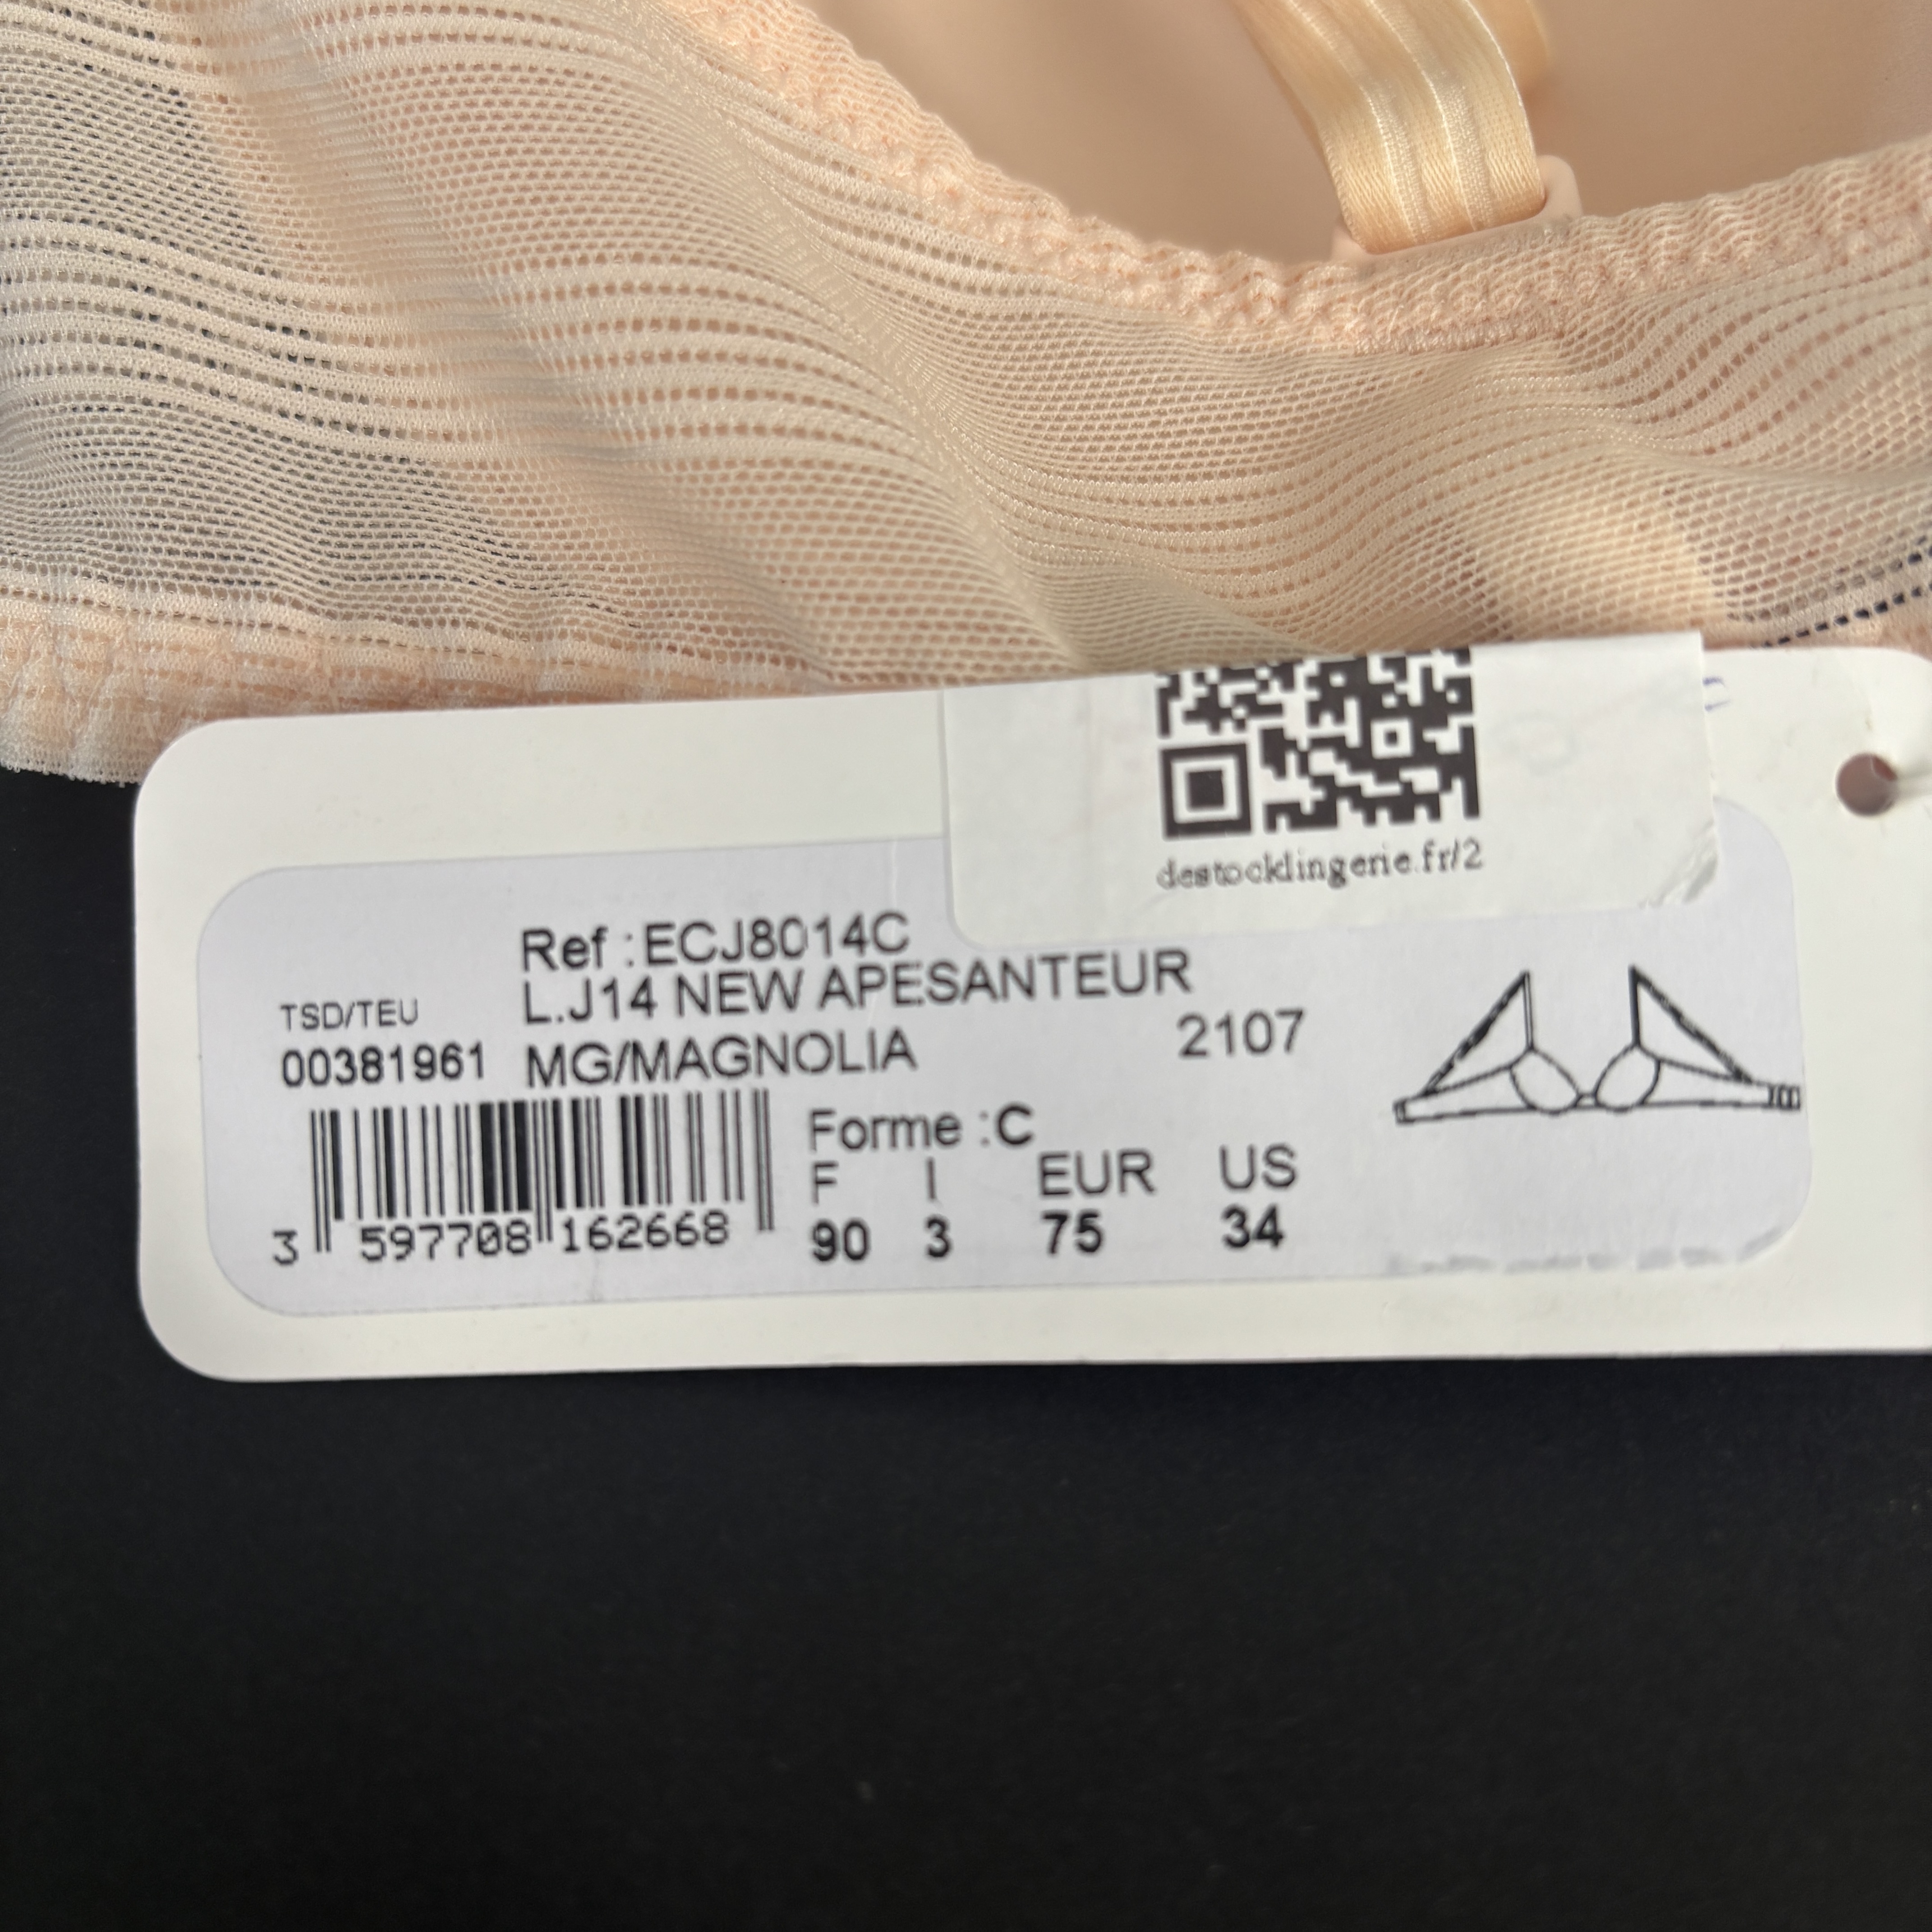 destocklingerie.fr/2
Ref :ECJ8014C
L.J14 NEW APESANTEUR
TSD/TEU
2107
00381961 MG/MAGNOLIA
Forme :C
F I EUR US
90 3 75 34
3 597708 162668